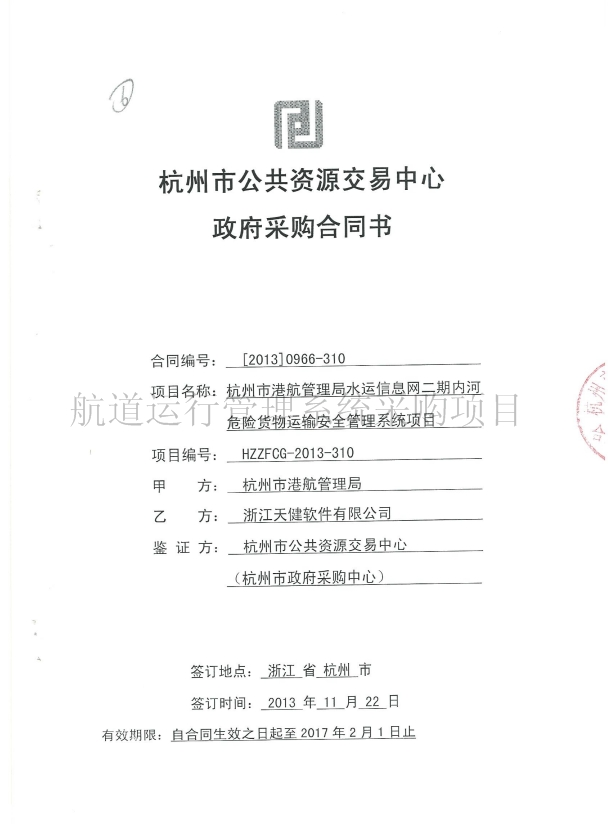 6
杭州市公共资源交易中心
政府采购合同书
合同编号: [2013]0966-310
项目名称: 杭州市港航管理局水运信息网二期内河
航道运行管理系统采购项目
危险货物运输安全管理系统项目
项目编号: HZZFCG-2013-310
甲 方: 杭州市港航管理局
乙 方: 浙江天健软件有限公司
鉴 证 方: 杭州市公共资源交易中心
(杭州市政府采购中心)
签订地点: 浙江 省 杭州 市
签订时间: 2013 年 11 月 22 日
有效期限: 自合同生效之日起至 2017 年 2 月 1 日止
杭州
合